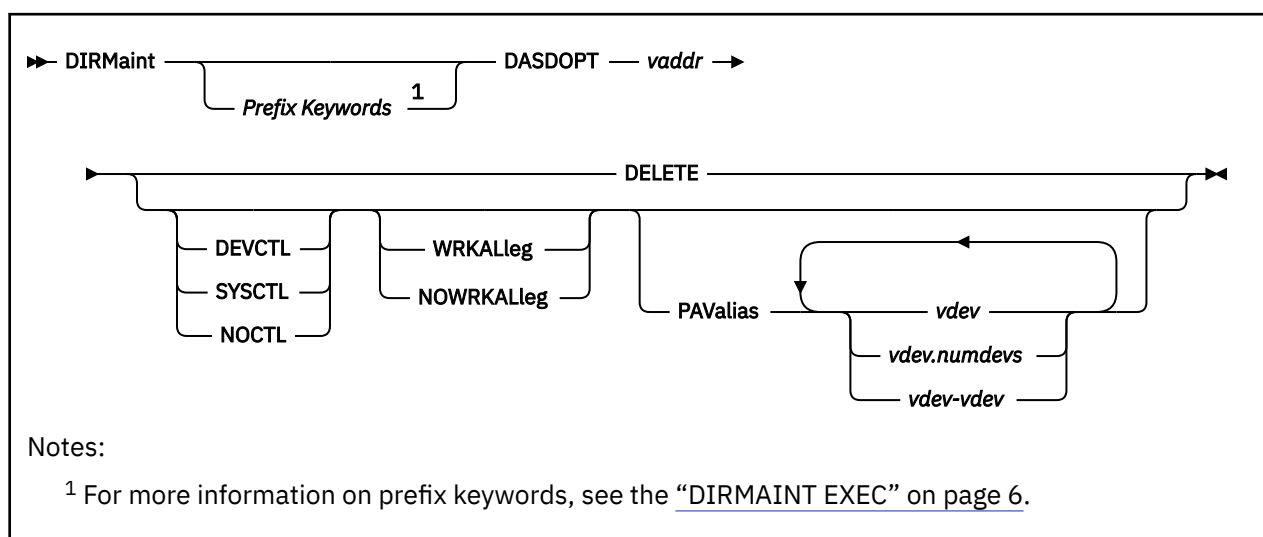 DIRMaint DASDOPT vaddr
Prefix Keywords 1
DELETE
DEVCTL
SYSCTL
NOCTL
WRKALleg
NOWRKALleg
PAValias
vdev
vdev.numdevs
vdev-vdev
Notes:
1 For more information on prefix keywords, see the “DIRMAINT EXEC” on page 6.